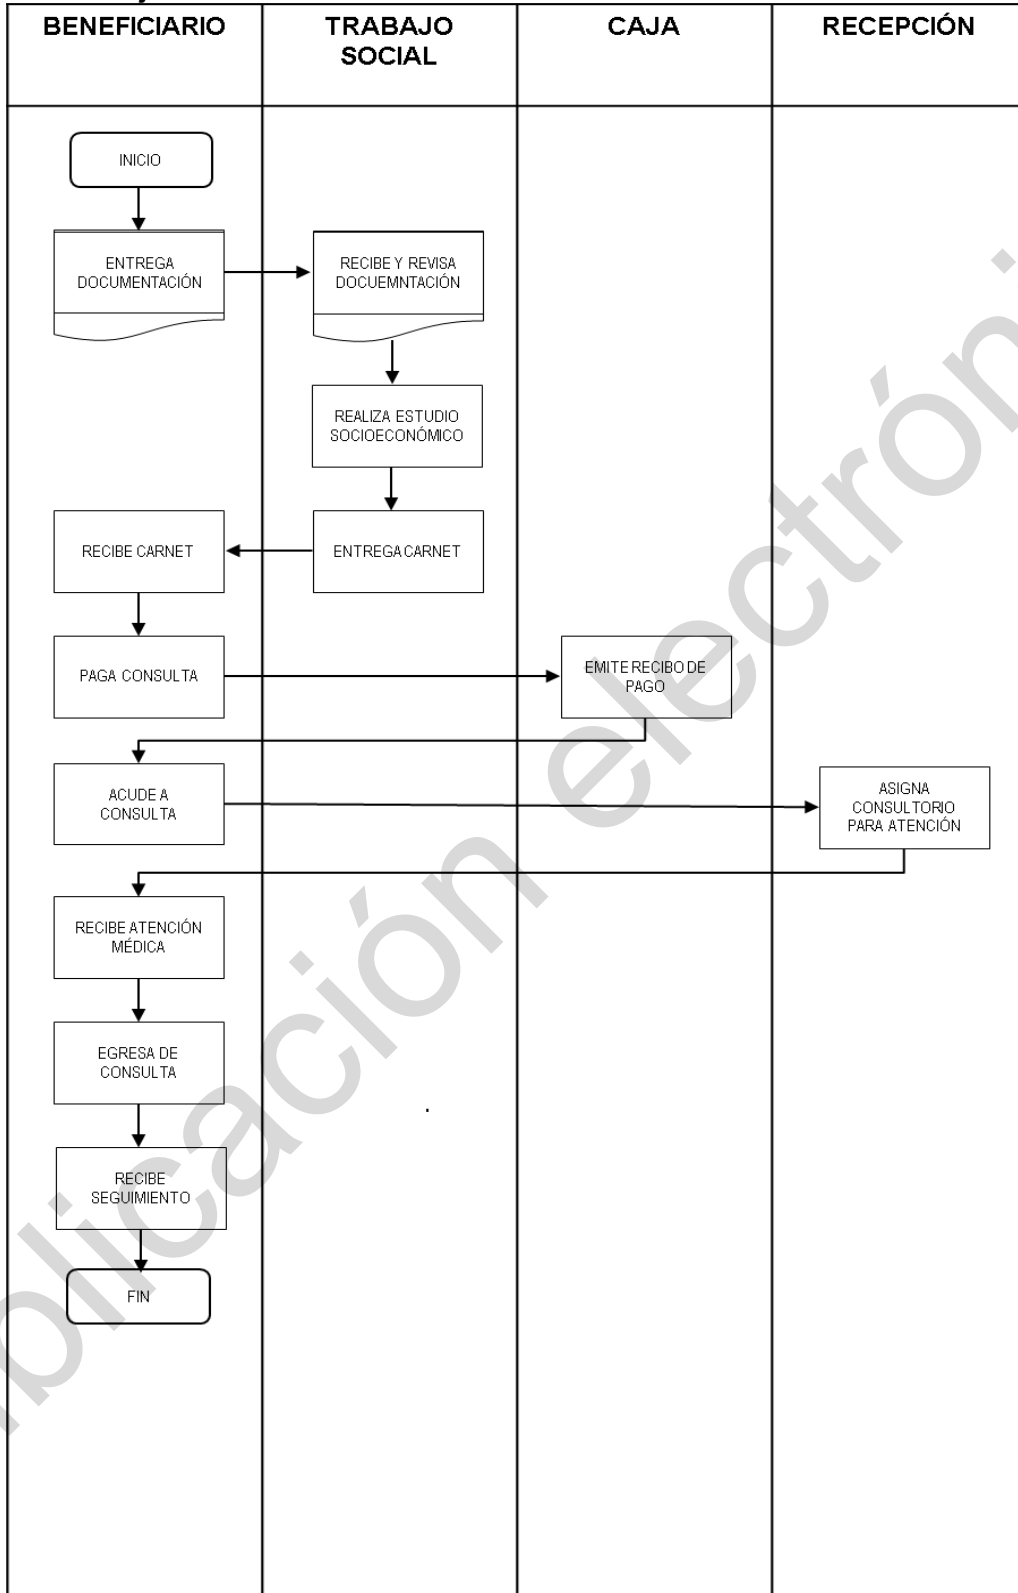 BENEFICIARIO
TRABAJO
SOCIAL
CAJA
RECEPCIÓN
INICIO
ENTREGA
DOCUMENTACIÓN
RECIBE Y REVISA
DOCUEMNTACIÓN
REALIZA ESTUDIO
SOCIOECONÓMICO
RECIBE CARNET
ENTREGA CARNET
PAGA CONSULTA
EMITE RECIBO DE
PAGO
ACUDE A
CONSULTA
ASIGNA
CONSULTORIO
PARA ATENCIÓN
RECIBE ATENCIÓN
MÉDICA
EGRESA DE
CONSULTA
.
RECIBE
SEGUIMIENTO
FIN
blicación electrón